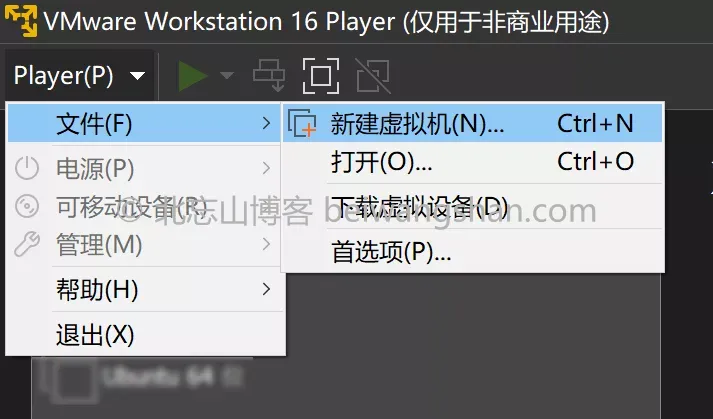 VMware Workstation 16 Player (仅用于非商业用途)
Player(P)
文件(F)
新建虚拟机(N)... Ctrl+N
电源(P)
打开(O)... Ctrl+O
可移动设备(R)
下载虚拟设备(D)
© 北忘山博客 beiwangshan.com
管理(M)
首选项(P)...
帮助(H)
退出(X)
Ubuntu 64 位